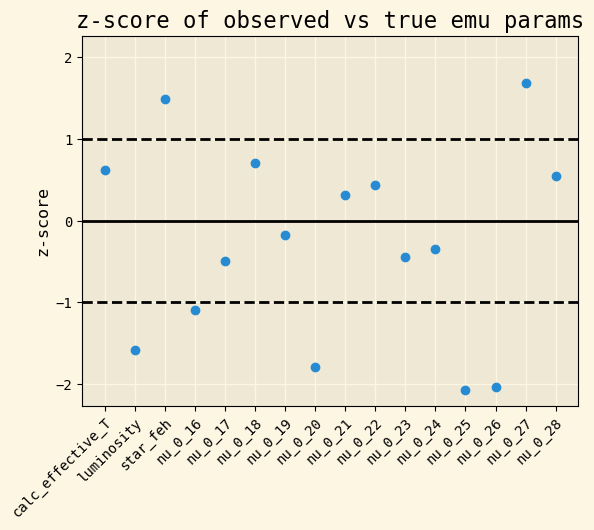 z-score of observed vs true emu params
z-score
2
1
0
−1
−2
calc_effective_T
luminosity
star_feh
nu_0_16
nu_0_17
nu_0_18
nu_0_19
nu_0_20
nu_0_21
nu_0_22
nu_0_23
nu_0_24
nu_0_25
nu_0_26
nu_0_27
nu_0_28